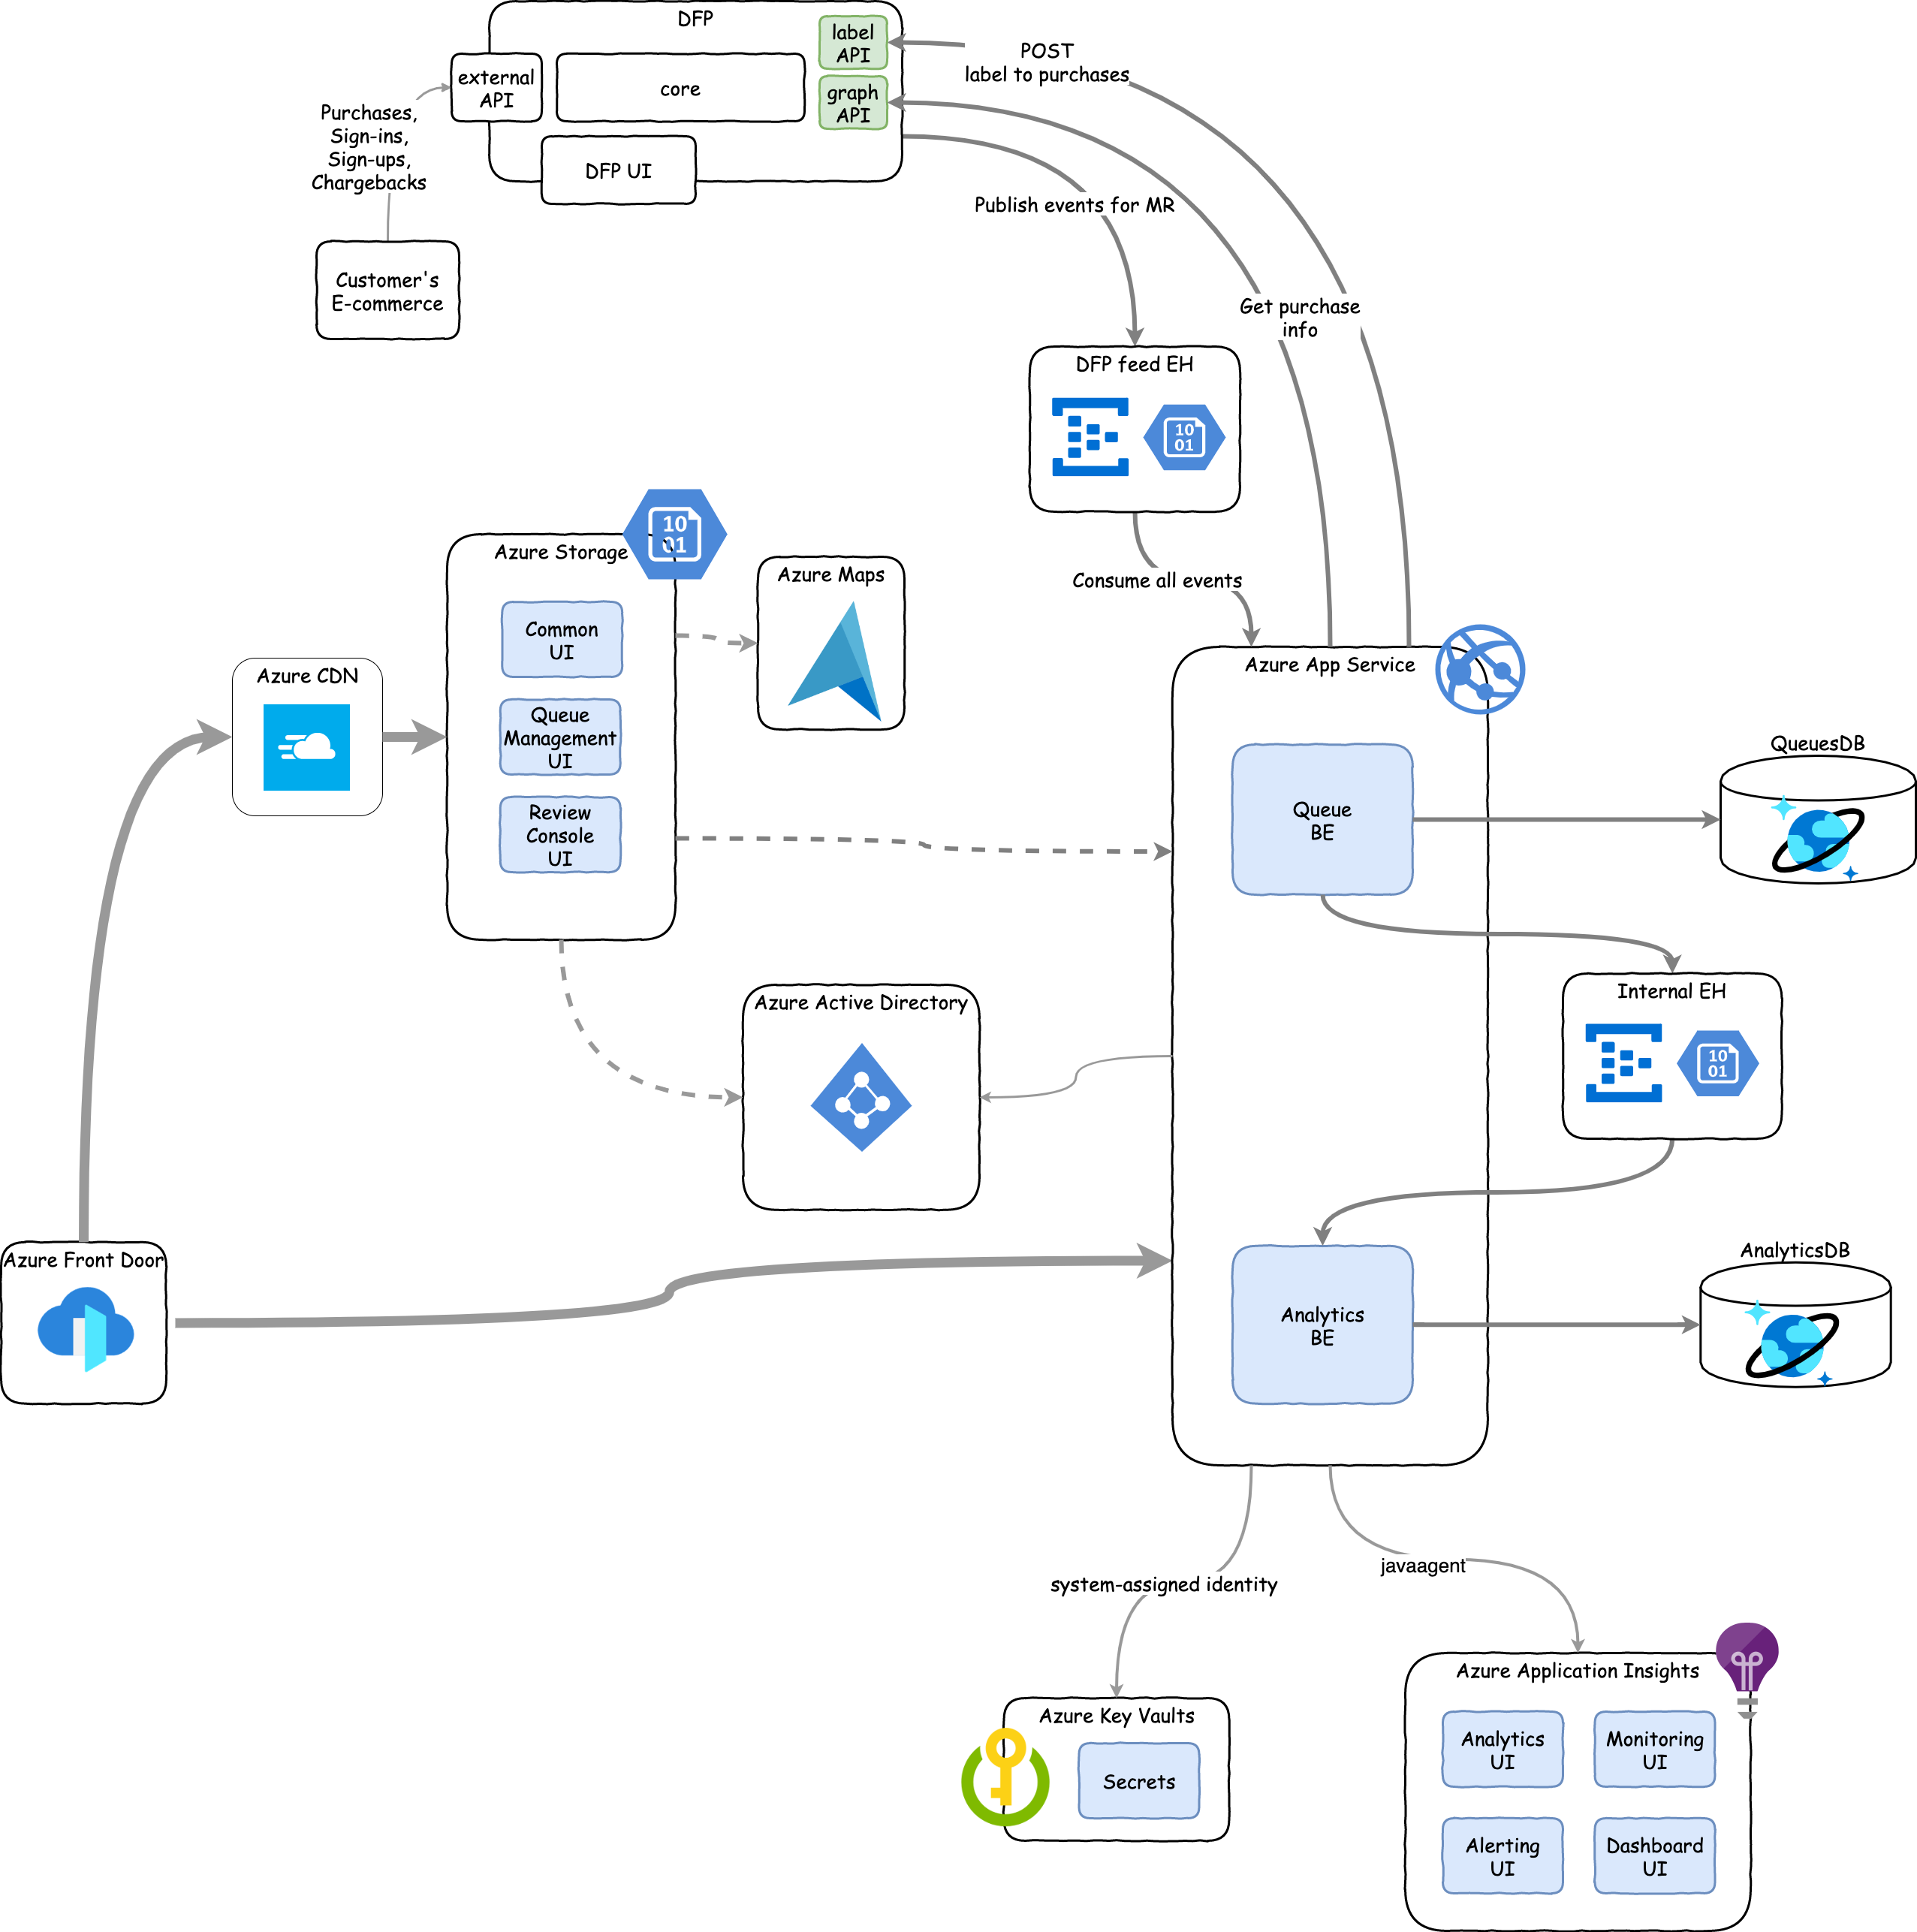 DFP
external
API
core
label
API
graph
API
DFP UI
POST
label to purchases
Purchases,
Sign-ins,
Sign-ups,
Chargebacks
Publish events for MR
Customer's
E-commerce
Get purchase
info
DFP feed EH
10
01
Consume all events
Azure Storage
10
01
Common
UI
Queue
Management
UI
Review
Console
UI
Azure Maps
Azure CDN
Azure App Service
Queue
BE
QueuesDB
Internal EH
10
01
Azure Active Directory
Azure Front Door
Analytics
BE
AnalyticsDB
system-assigned identity
javaagent
Azure Key Vaults
Secrets
Azure Application Insights
Analytics
UI
Monitoring
UI
Alerting
UI
Dashboard
UI